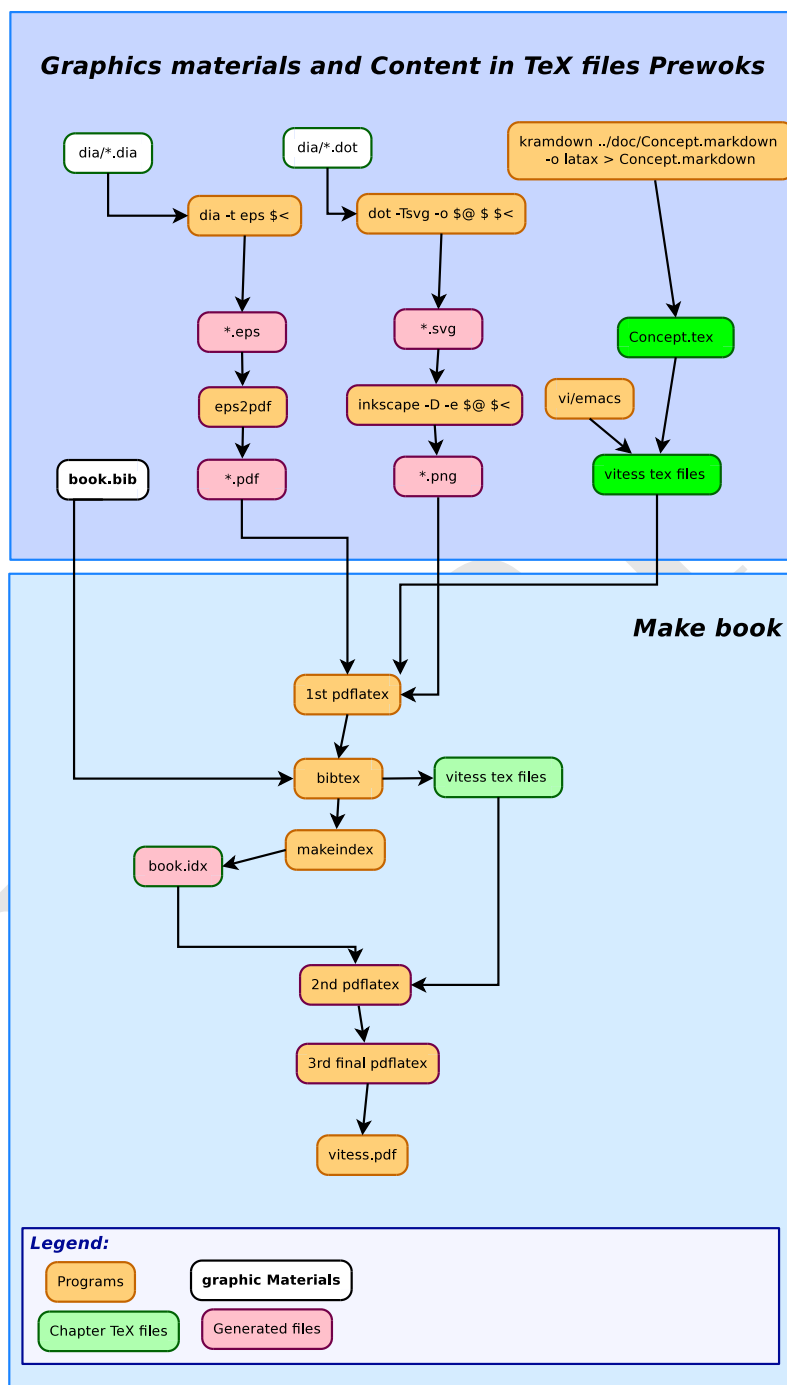 Graphics materials and Content in TeX files Prewoks
dia/*.dia
dia/*.dot
kramdown ../doc/Concept.markdown
-o latax > Concept.markdown
dia -t eps $<
dot -Tsvg -o $@ $ $<
*.eps
*.svg
Concept.tex
eps2pdf
inkscape -D -e $@ $<
vi/emacs
book.bib
*.pdf
*.png
vitess tex files
Make book
1st pdflatex
bibtex
vitess tex files
makeindex
book.idx
2nd pdflatex
3rd final pdflatex
vitess.pdf
Legend:
Programs
graphic Materials
Chapter TeX files
Generated files